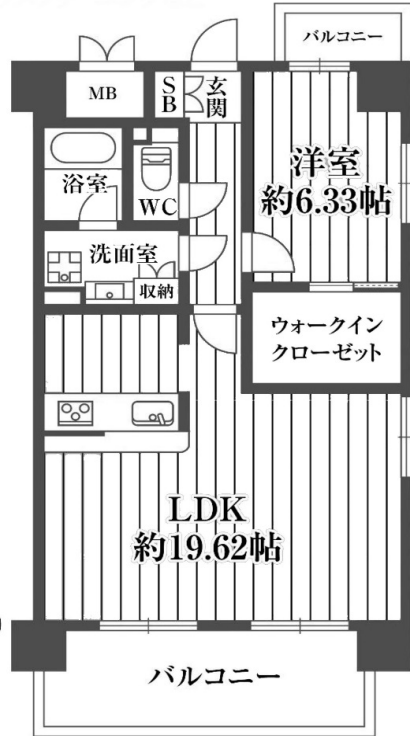 バルコニー
MB
SB
玄関
洋室
約6.33帖
浴室
WC
洗面室
収納
ウォークイン
クローゼット
LDK
約19.62帖
バルコニー